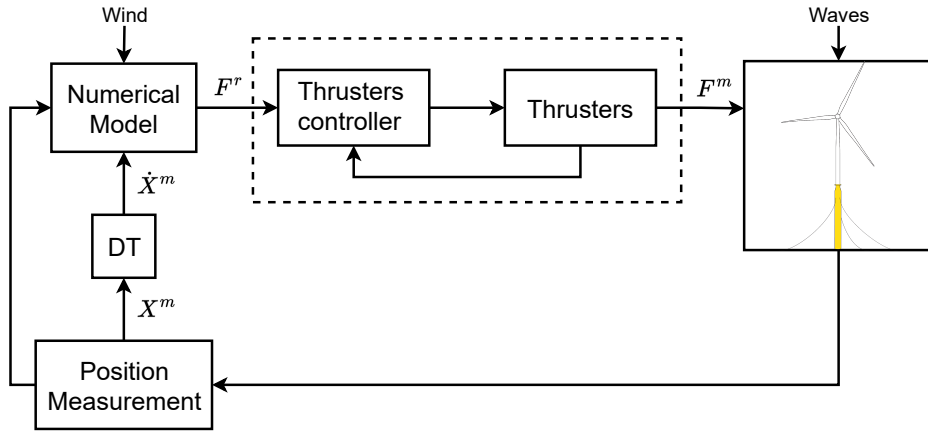 Wind
Waves
Numerical
Model
F^r
Thrusters
controller
Thrusters
F^m
Ẋ^m
DT
X^m
Position
Measurement